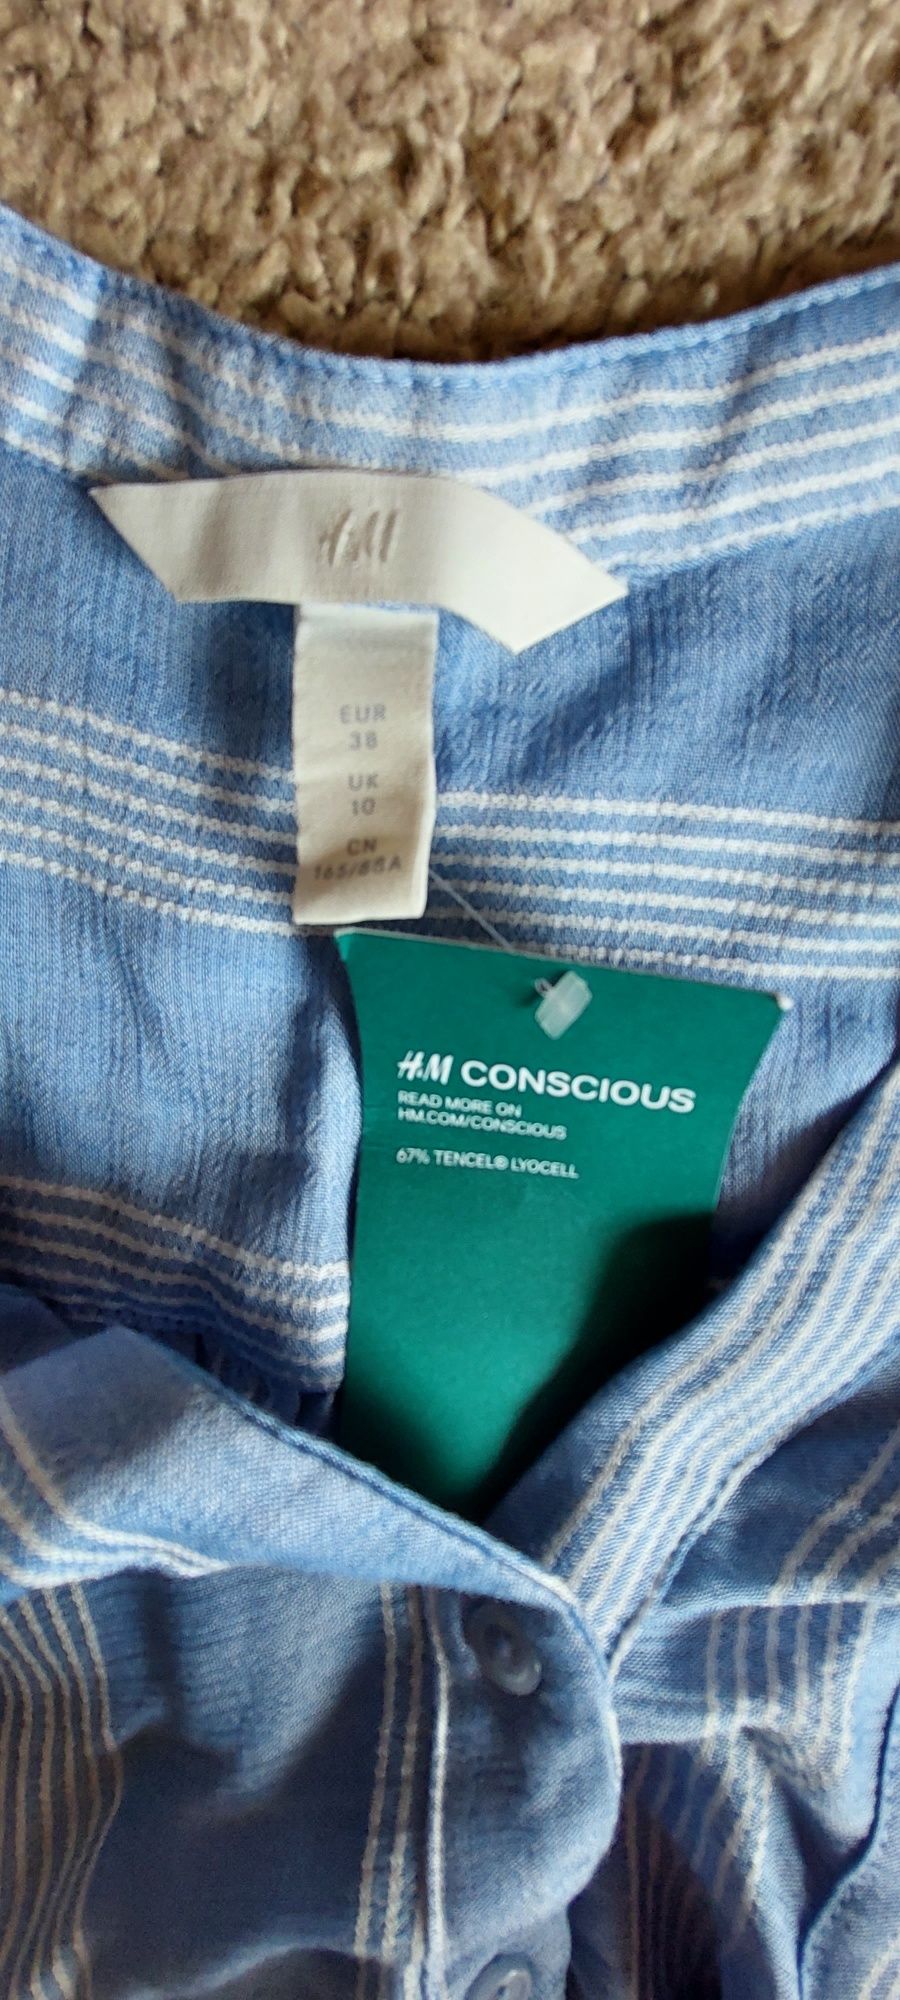 H&M
EUR
38
UK
10
CN
165/88A
H&M CONSCIOUS
READ MORE ON
HM.COM/CONSCIOUS
67% TENCEL® LYOCELL